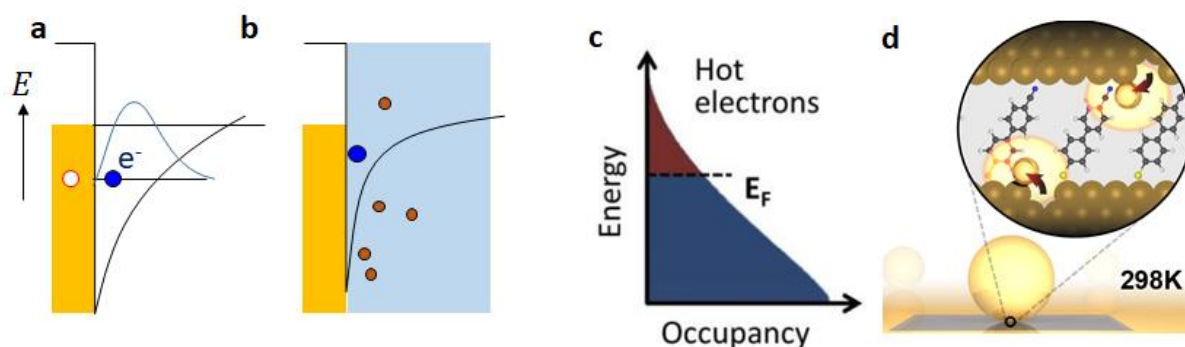 a
b
E
e-
c
Hot
electrons
E_F
Energy
Occupancy
d
298K